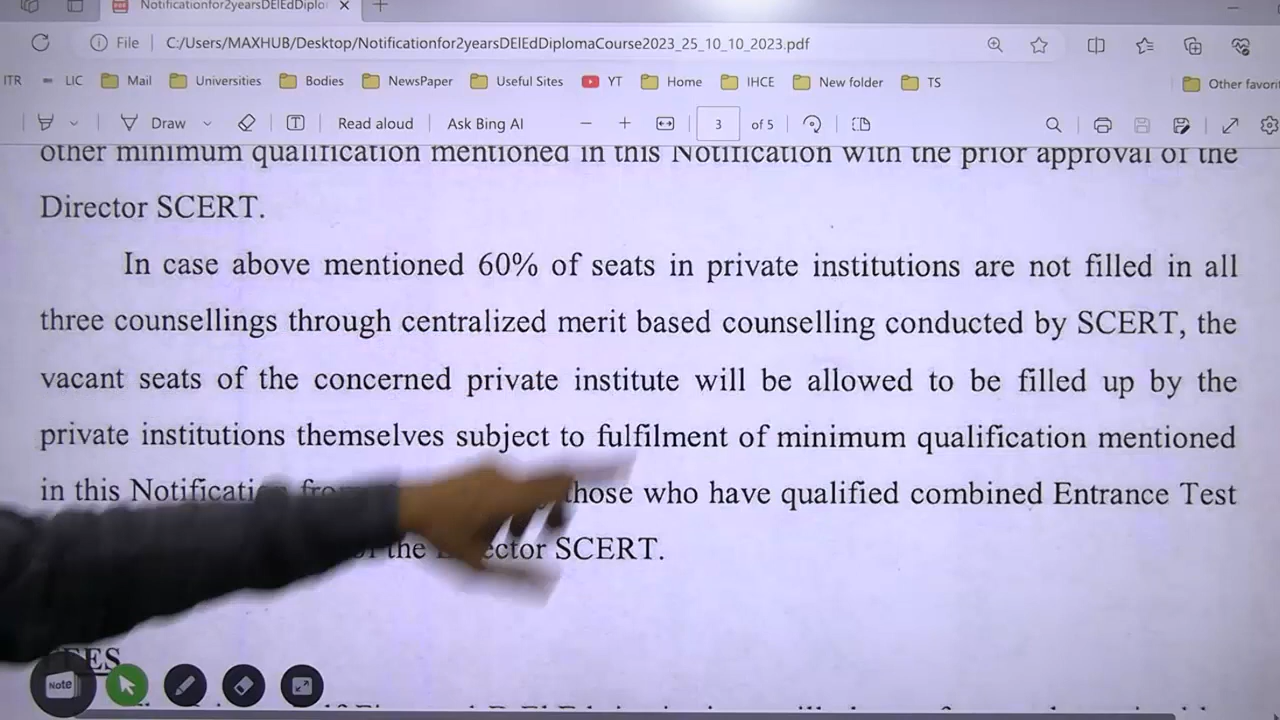 Notificationfor2yearsDElEdDiplo
File C:/Users/MAXHUB/Desktop/Notificationfor2yearsDElEdDiplomaCourse2023_25_10_10_2023.pdf
ITR LIC Mail Universities Bodies NewsPaper Useful Sites YT Home IHCE New folder TS Other favori
Draw Read aloud Ask Bing AI 3 of 5
other minimum qualification mentioned in this Notification with the prior approval of the
Director SCERT.
In case above mentioned 60% of seats in private institutions are not filled in all
three counsellings through centralized merit based counselling conducted by SCERT, the
vacant seats of the concerned private institute will be allowed to be filled up by the
private institutions themselves subject to fulfilment of minimum qualification mentioned
in this Notificati from those who have qualified combined Entrance Test
the ector SCERT.
Note